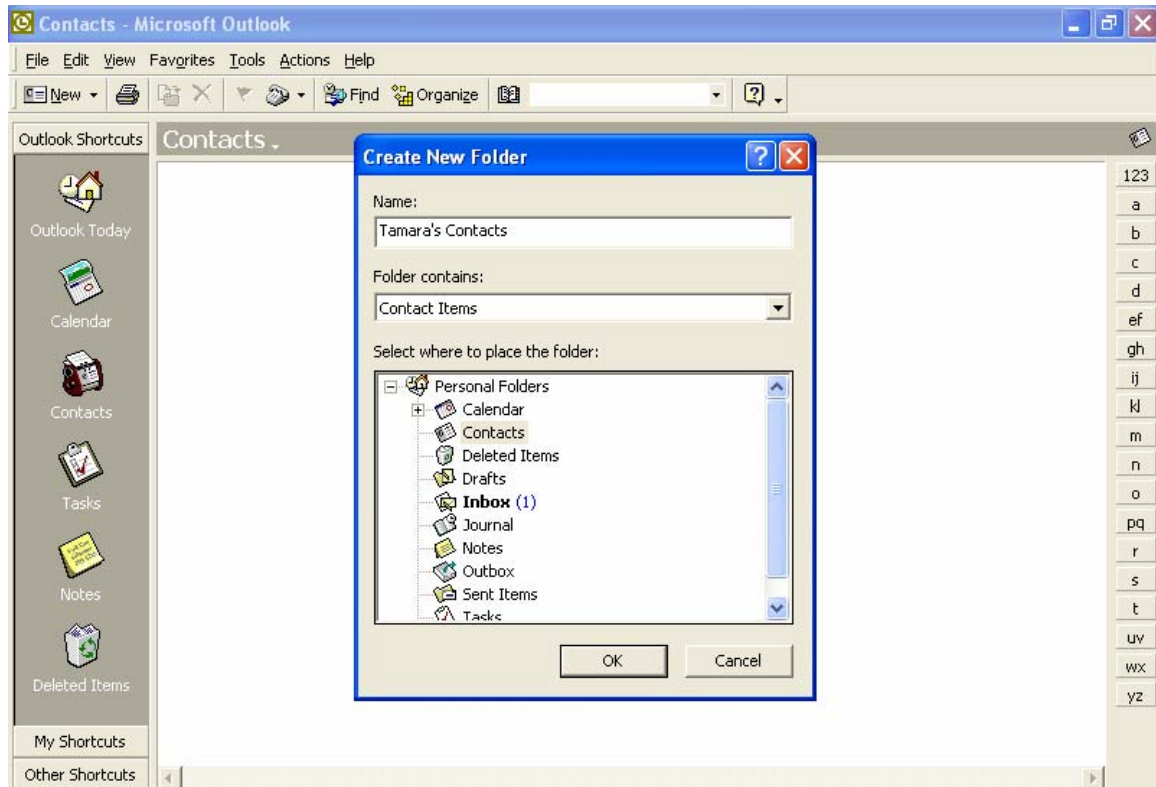 Contacts - Microsoft Outlook
File Edit View Favorites Tools Actions Help
New Find Organize
Outlook Shortcuts
Contacts
Outlook Today
Calendar
Contacts
Tasks
Notes
Deleted Items
My Shortcuts
Other Shortcuts
Create New Folder
Name:
Tamara's Contacts
Folder contains:
Contact Items
Select where to place the folder:
Personal Folders
Calendar
Contacts
Deleted Items
Drafts
Inbox (1)
Journal
Notes
Outbox
Sent Items
Tasks
OK Cancel
123
a
b
c
d
ef
gh
ij
kl
m
n
o
pq
r
s
t
uv
wx
yz